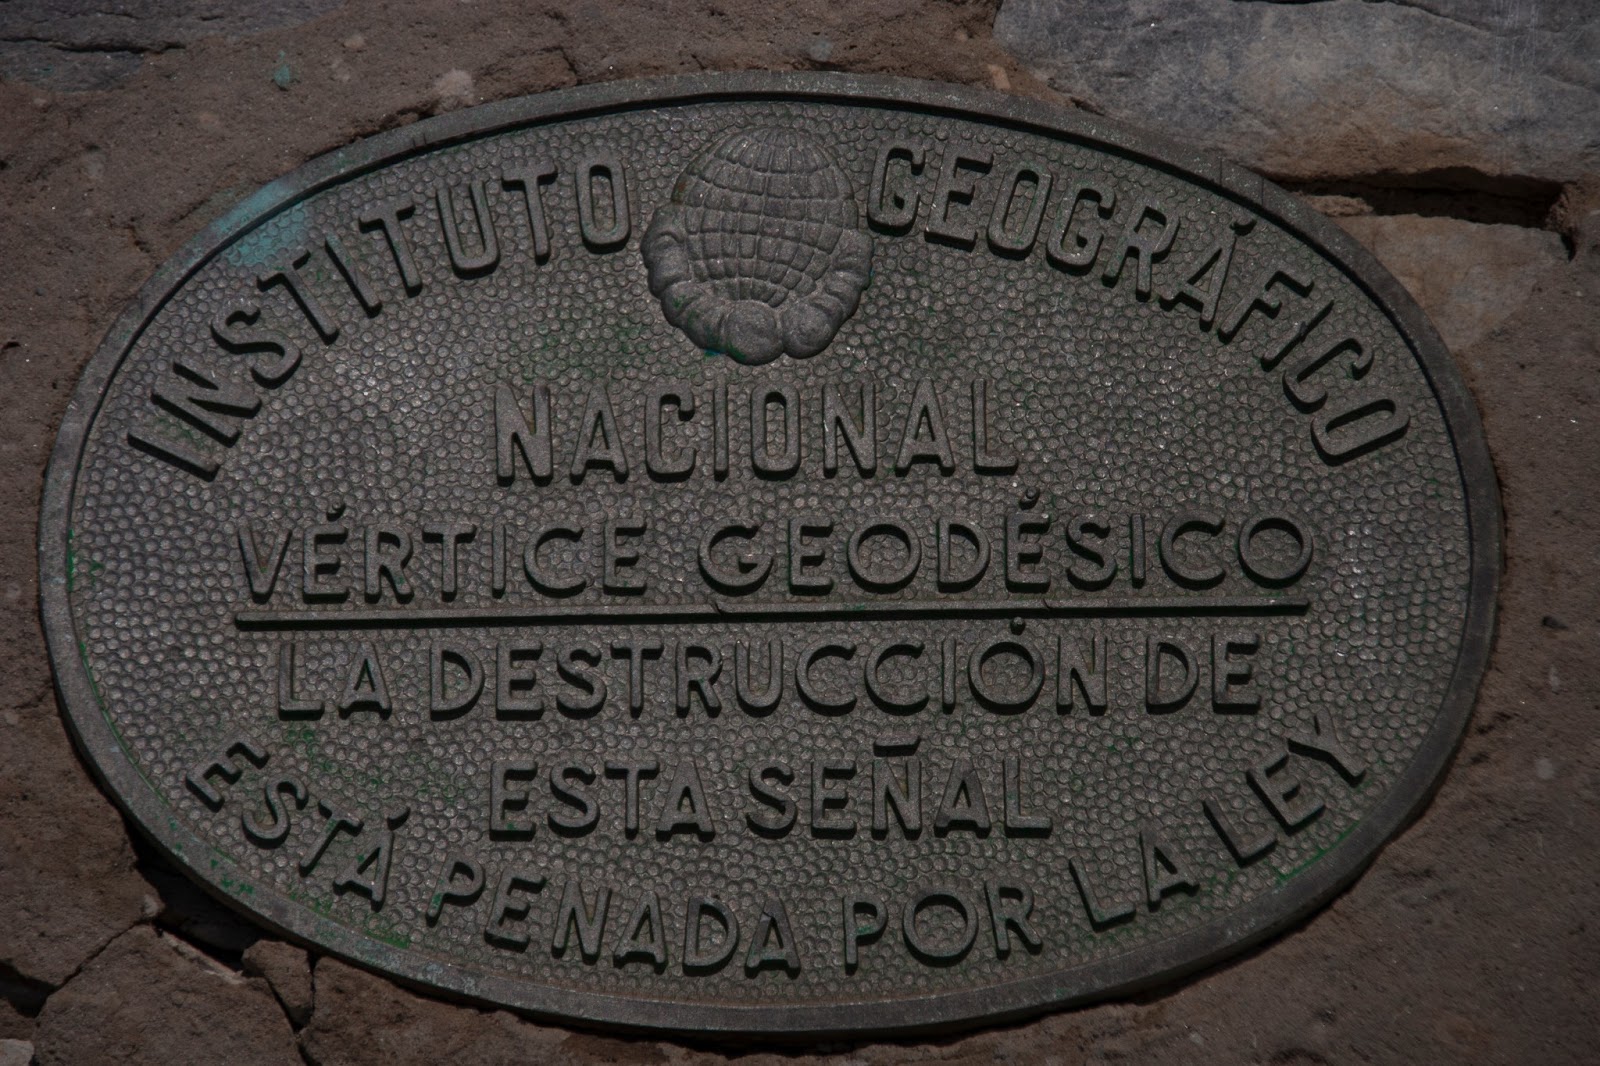 INSTITUTO GEOGRÁFICO
NACIONAL
VÉRTICE GEODÉSICO
LA DESTRUCCIÓN DE
ESTA SEÑAL
ESTÁ PENADA POR LA LEY